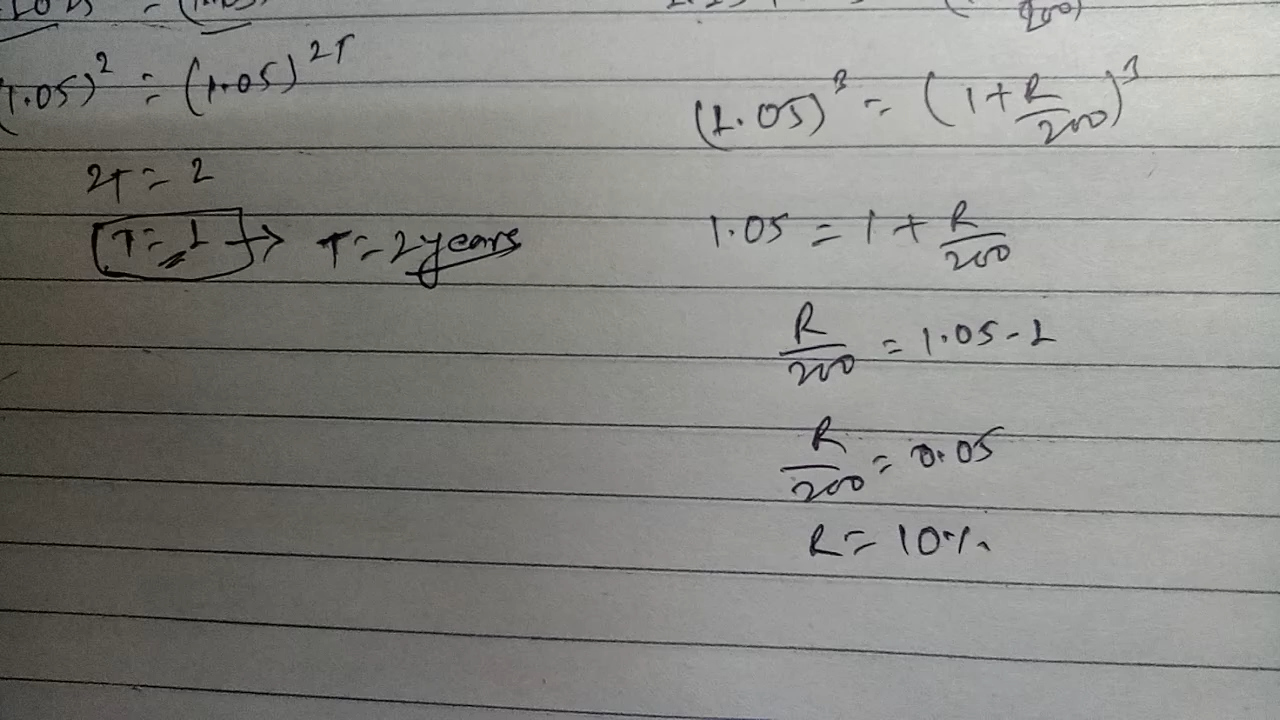 (1.05)² = (1.05)²ᵀ
2T = 2
T = 1 → T = 2 years
(1.05)³ = (1 + R/200)³
1.05 = 1 + R/200
R/200 = 1.05 - 1
R/200 = 0.05
R = 10%